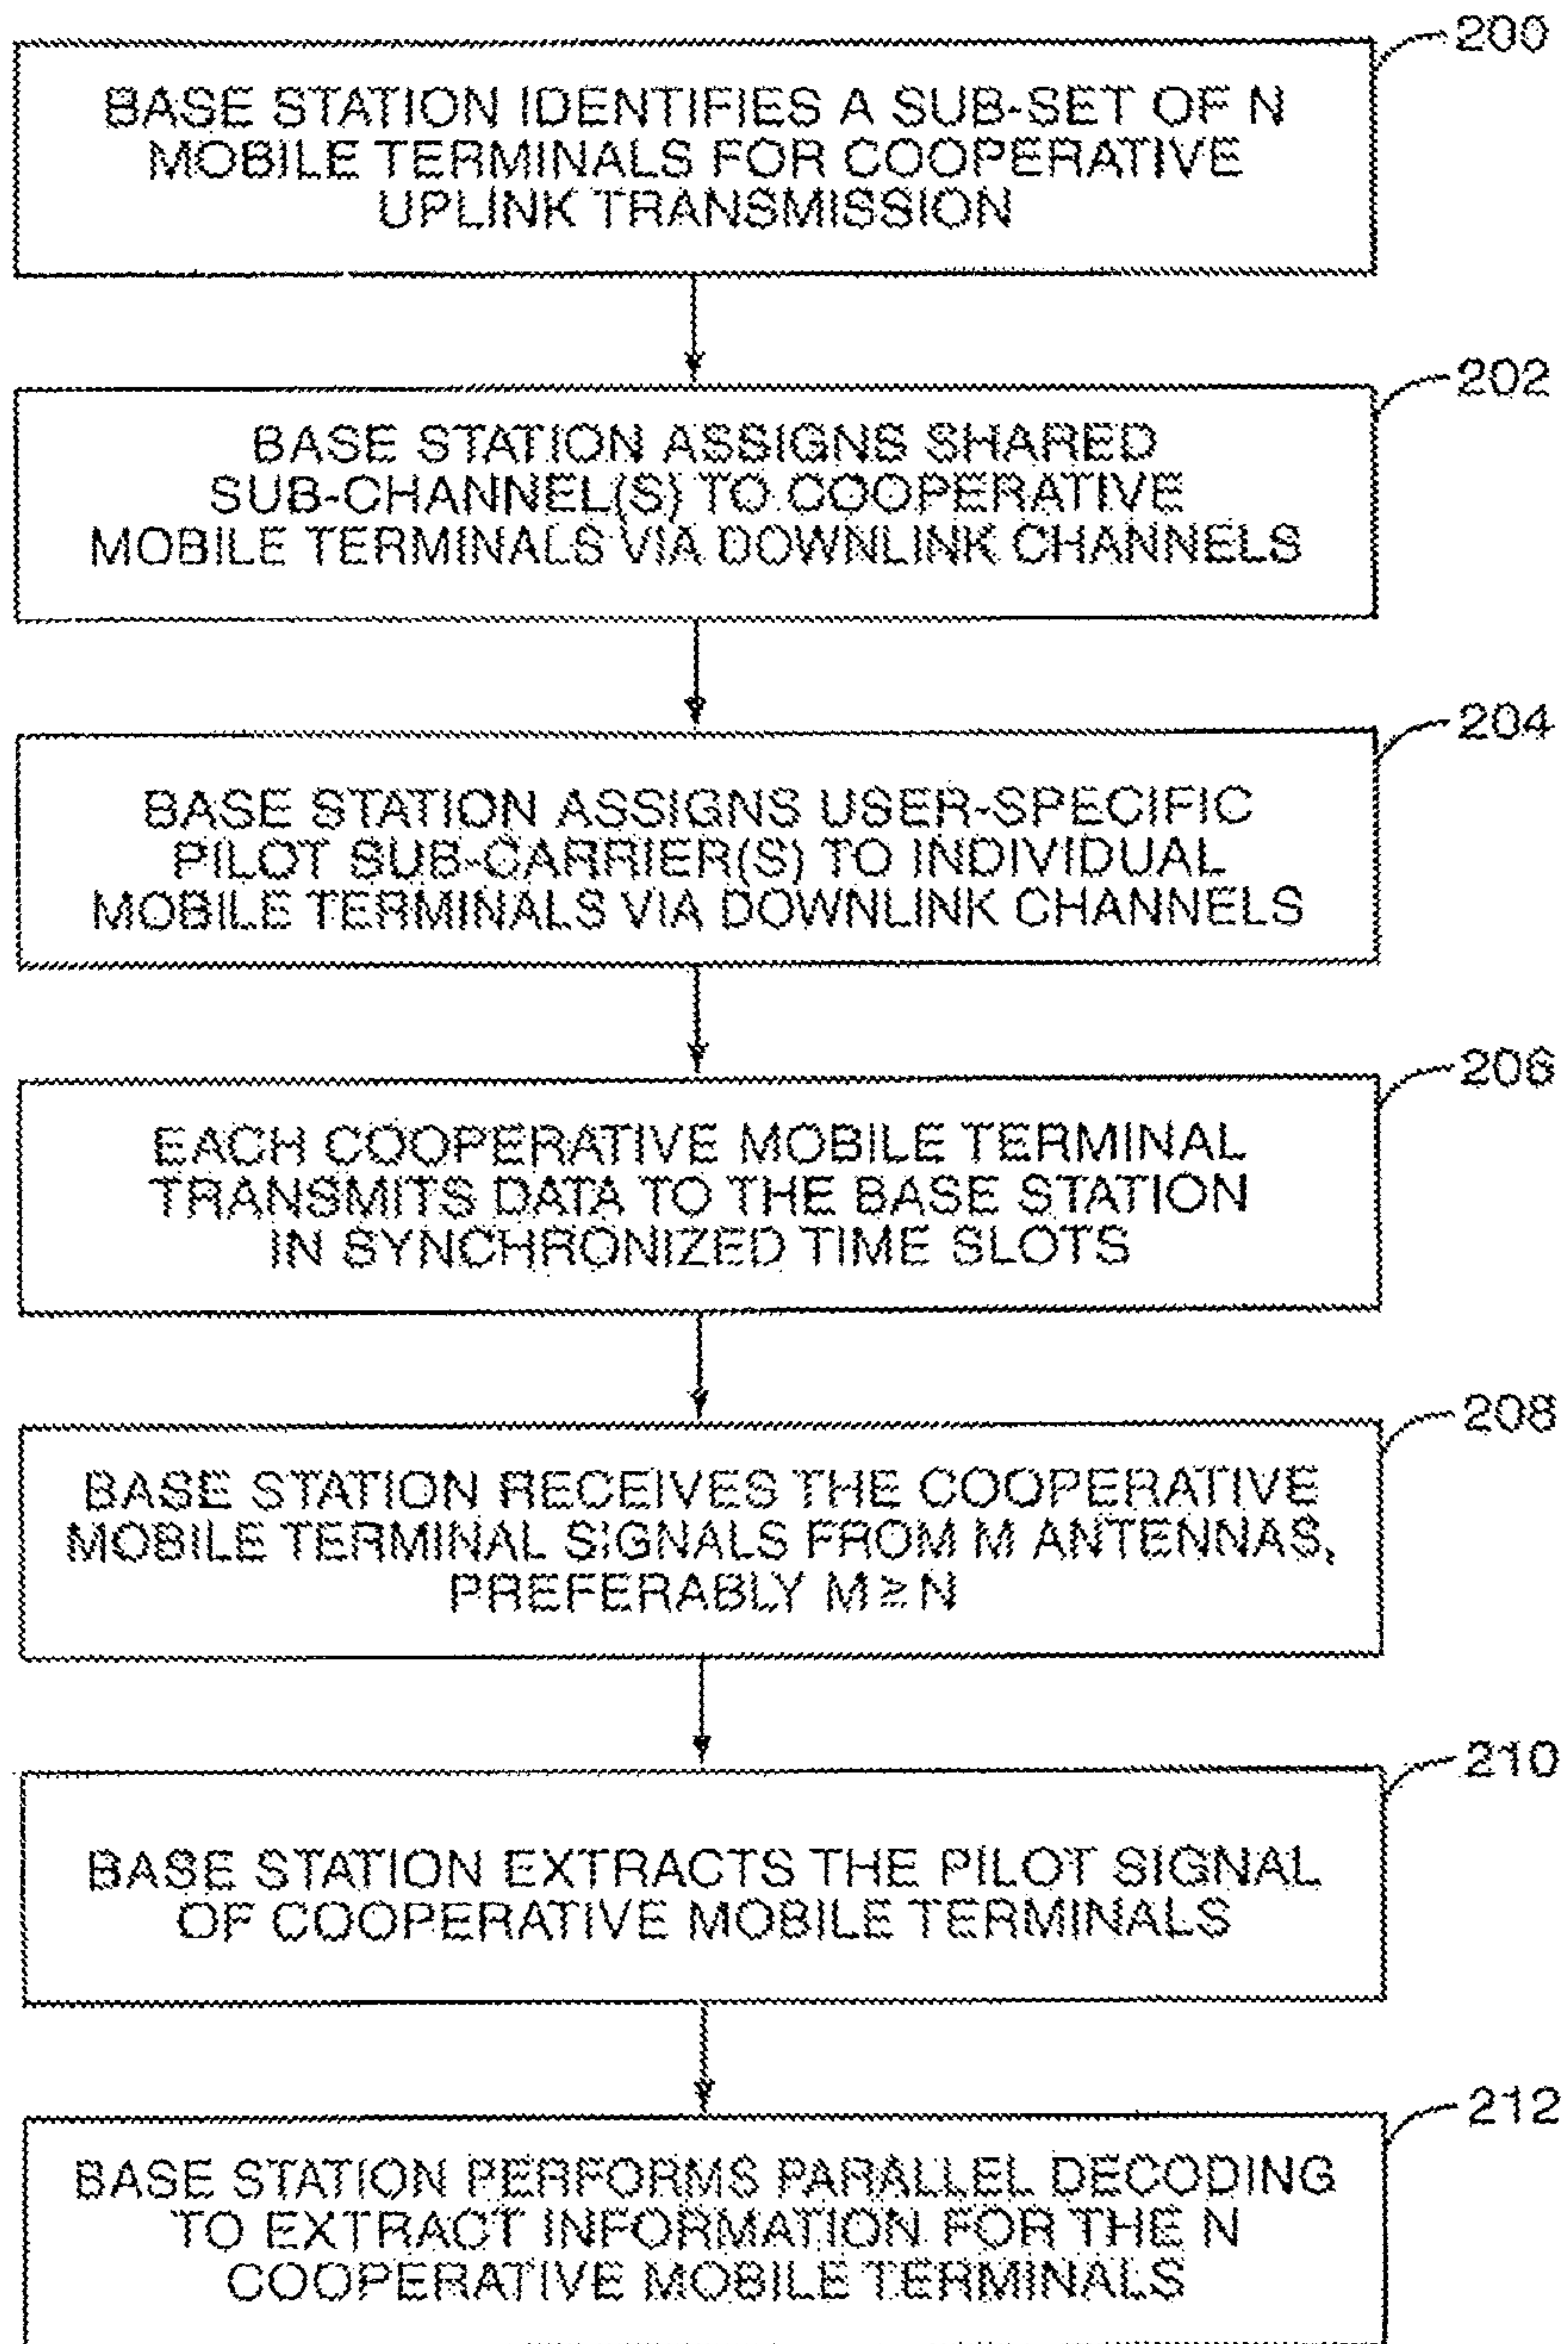 200
BASE STATION IDENTIFIES A SUB-SET OF N
MOBILE TERMINALS FOR COOPERATIVE
UPLINK TRANSMISSION
202
BASE STATION ASSIGNS SHARED
SUB-CHANNEL(S) TO COOPERATIVE
MOBILE TERMINALS VIA DOWNLINK CHANNELS
204
BASE STATION ASSIGNS USER-SPECIFIC
PILOT SUB-CARRIER(S) TO INDIVIDUAL
MOBILE TERMINALS VIA DOWNLINK CHANNELS
206
EACH COOPERATIVE MOBILE TERMINAL
TRANSMITS DATA TO THE BASE STATION
IN SYNCHRONIZED TIME SLOTS
208
BASE STATION RECEIVES THE COOPERATIVE
MOBILE TERMINAL SIGNALS FROM M ANTENNAS,
PREFERABLY M ≥ N
210
BASE STATION EXTRACTS THE PILOT SIGNAL
OF COOPERATIVE MOBILE TERMINALS
212
BASE STATION PERFORMS PARALLEL DECODING
TO EXTRACT INFORMATION FOR THE N
COOPERATIVE MOBILE TERMINALS